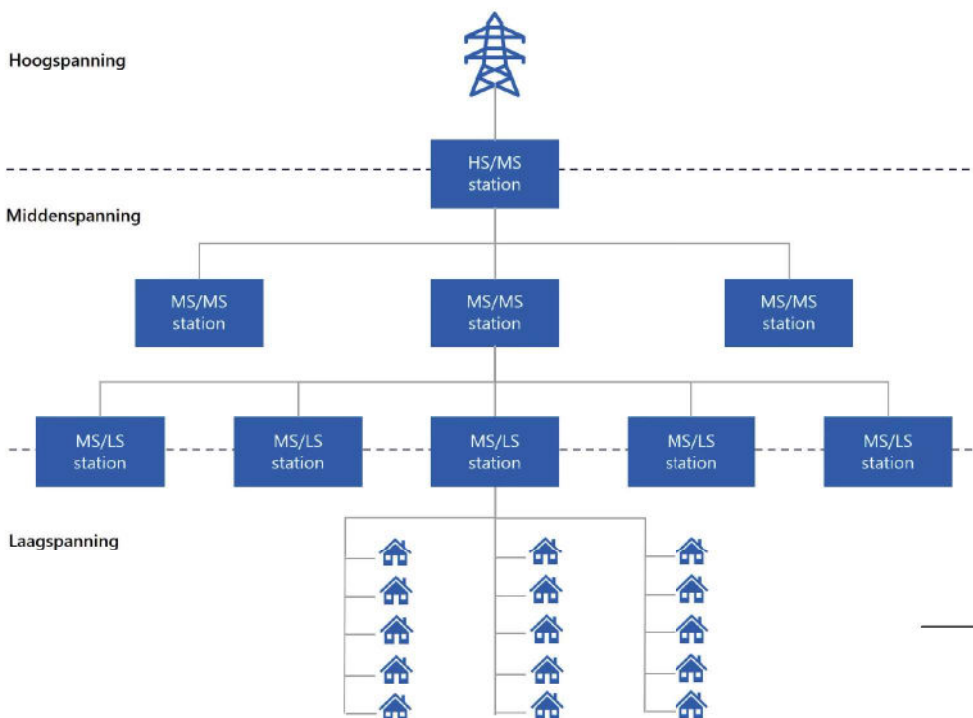 Hoogspanning
HS/MS
station
Middenspanning
MS/MS
station
MS/MS
station
MS/MS
station
MS/LS
station
MS/LS
station
MS/LS
station
MS/LS
station
MS/LS
station
Laagspanning